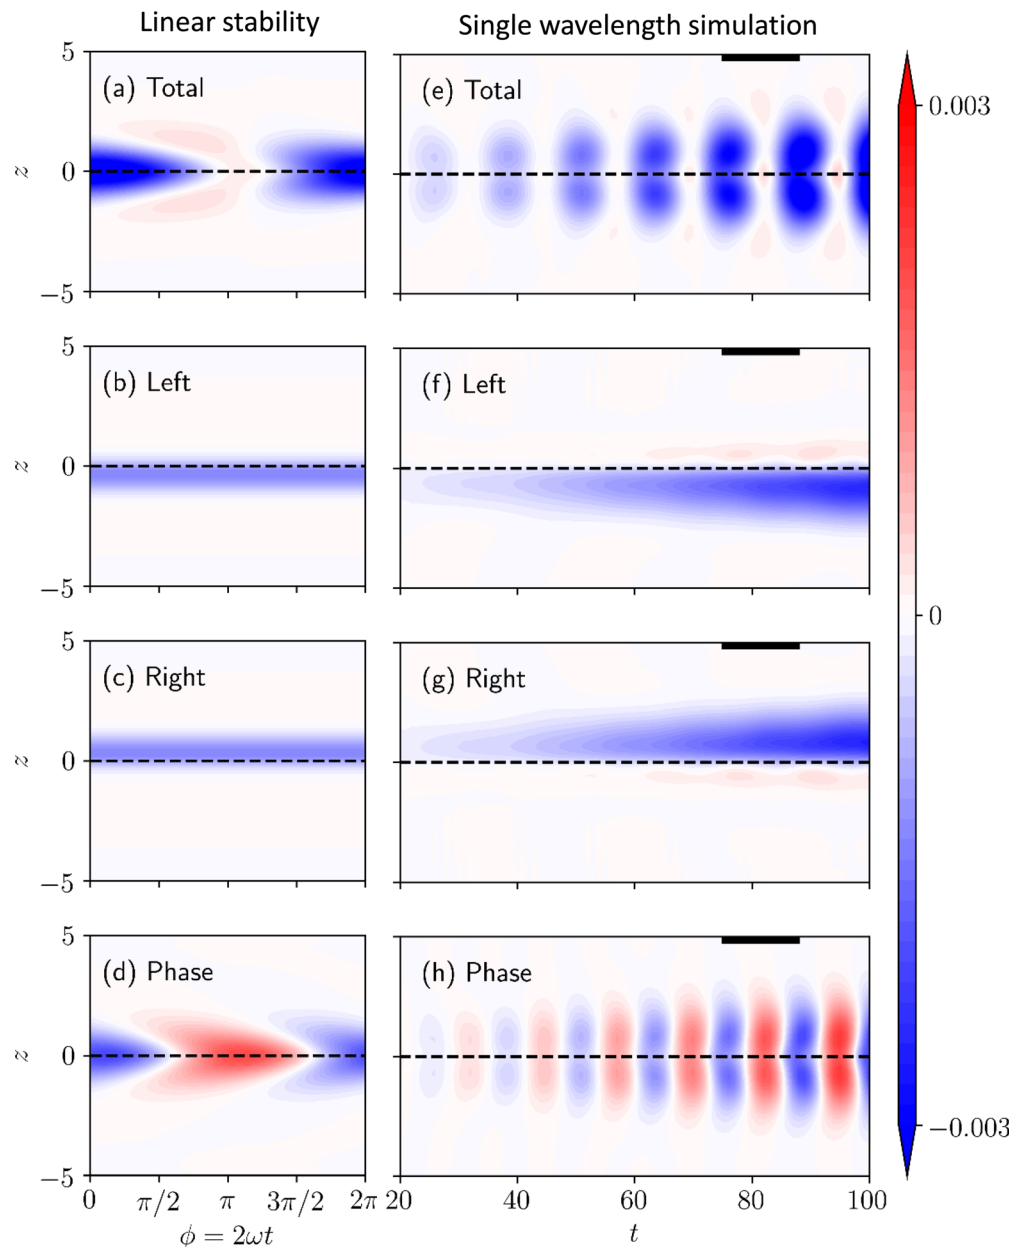 Linear stability
Single wavelength simulation
5
(a) Total
(e) Total
0.003
z
0
−5
5
(b) Left
(f) Left
z
0
−5
0
5
(c) Right
(g) Right
z
0
−5
5
(d) Phase
(h) Phase
z
0
−0.003
−5
0 π/2 π 3π/2 2π 20 40 60 80 100
ϕ = 2ωt
t